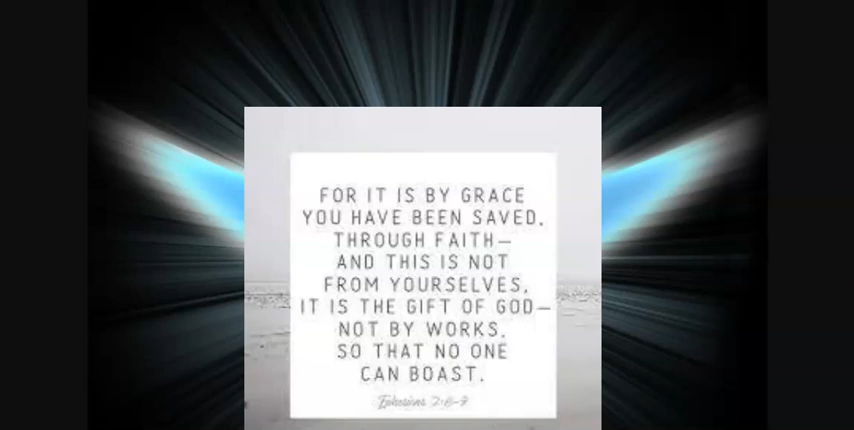 FOR IT IS BY GRACE
YOU HAVE BEEN SAVED,
THROUGH FAITH—
AND THIS IS NOT
FROM YOURSELVES,
IT IS THE GIFT OF GOD—
NOT BY WORKS,
SO THAT NO ONE
CAN BOAST.
Ephesians 2:8-9